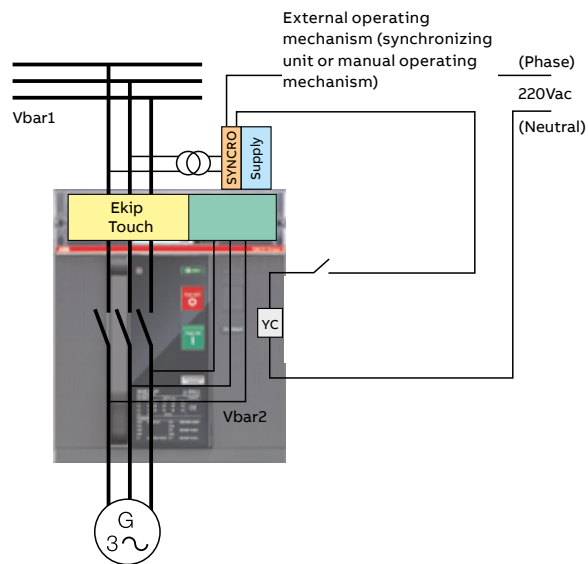 External operating
mechanism (synchronizing
unit or manual operating
mechanism)
(Phase)
220Vac
(Neutral)
Vbar1
SYNCRO
Supply
Ekip
Touch
YC
Vbar2
G
3~